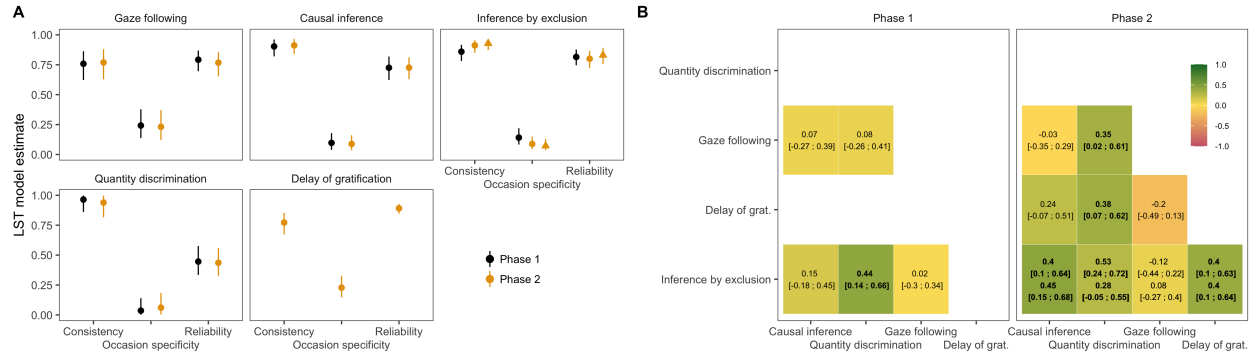 A
Gaze following
Causal inference
Inference by exclusion
1.00
0.75
0.50
0.25
0.00
Consistency
Reliability
Occasion specificity
Quantity discrimination
Delay of gratification
1.00
0.75
0.50
0.25
0.00
LST model estimate
Phase 1
Phase 2
Consistency
Reliability
Occasion specificity
Consistency
Reliability
Occasion specificity
B
Phase 1
Phase 2
Quantity discrimination
Gaze following
Delay of grat.
Inference by exclusion
0.07
[-0.27 ; 0.39]
0.08
[-0.26 ; 0.41]
0.15
[-0.18 ; 0.45]
0.44
[0.14 ; 0.66]
0.02
[-0.3 ; 0.34]
Causal inference
Gaze following
Quantity discrimination
Delay of grat.
1.0
0.5
0.0
-0.5
-1.0
-0.03
[-0.35 ; 0.29]
0.35
[0.02 ; 0.61]
0.24
[-0.07 ; 0.51]
0.38
[0.07 ; 0.62]
-0.2
[-0.49 ; 0.13]
0.4
[0.1 ; 0.64]
0.45
[0.15 ; 0.68]
0.53
[0.24 ; 0.72]
0.28
[-0.05 ; 0.55]
-0.12
[-0.44 ; 0.22]
0.08
[-0.27 ; 0.4]
0.4
[0.1 ; 0.63]
0.4
[0.1 ; 0.64]
Causal inference
Gaze following
Quantity discrimination
Delay of grat.